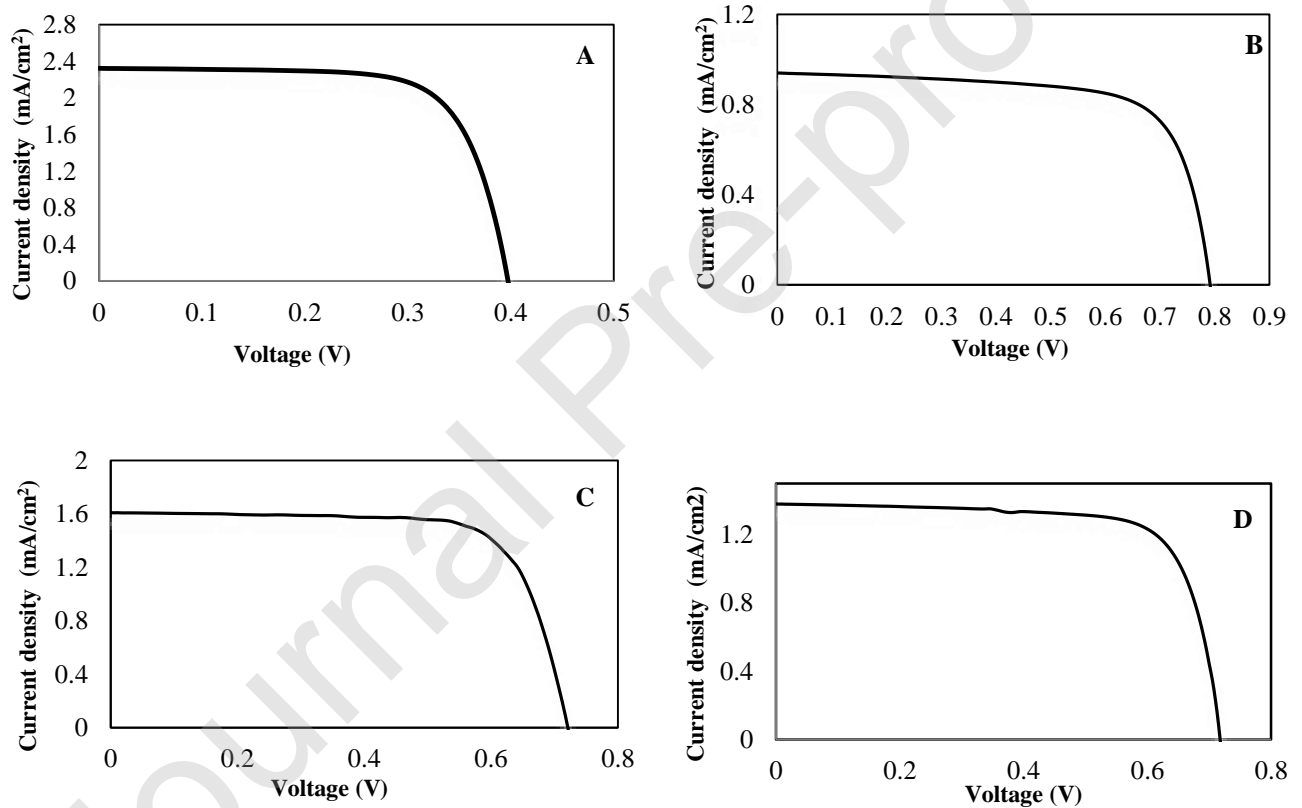 A
Current density (mA/cm²)
2.8
2.4
2
1.6
1.2
0.8
0.4
0
0 0.1 0.2 0.3 0.4 0.5
Voltage (V)
B
Current density (mA/cm²)
1.2
0.8
0.4
0
0 0.1 0.2 0.3 0.4 0.5 0.6 0.7 0.8 0.9
Voltage (V)
C
Current density (mA/cm²)
2
1.6
1.2
0.8
0.4
0
0 0.2 0.4 0.6 0.8
Voltage (V)
D
Current density (mA/cm2)
1.2
0.8
0.4
0
0 0.2 0.4 0.6 0.8
Voltage (V)
Journal Pre-pro